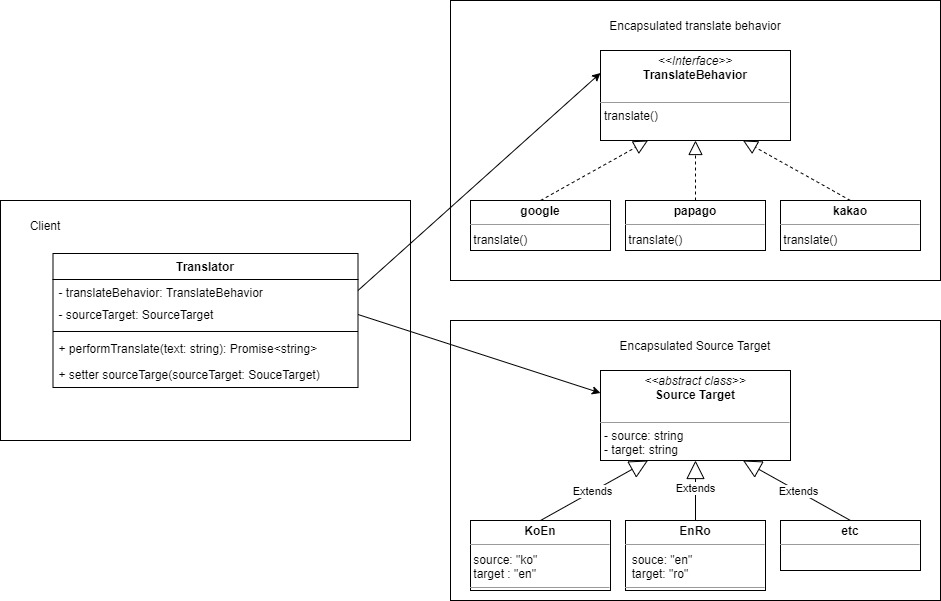 Encapsulated translate behavior
<<Interface>>
TranslateBehavior
translate()
google
translate()
papago
translate()
kakao
translate()
Client
Translator
- translateBehavior: TranslateBehavior
- sourceTarget: SourceTarget
+ performTranslate(text: string): Promise<string>
+ setter sourceTarge(sourceTarget: SouceTarget)
Encapsulated Source Target
<<abstract class>>
Source Target
- source: string
- target: string
Extends
Extends
Extends
KoEn
source: "ko"
target : "en"
EnRo
souce: "en"
target: "ro"
etc